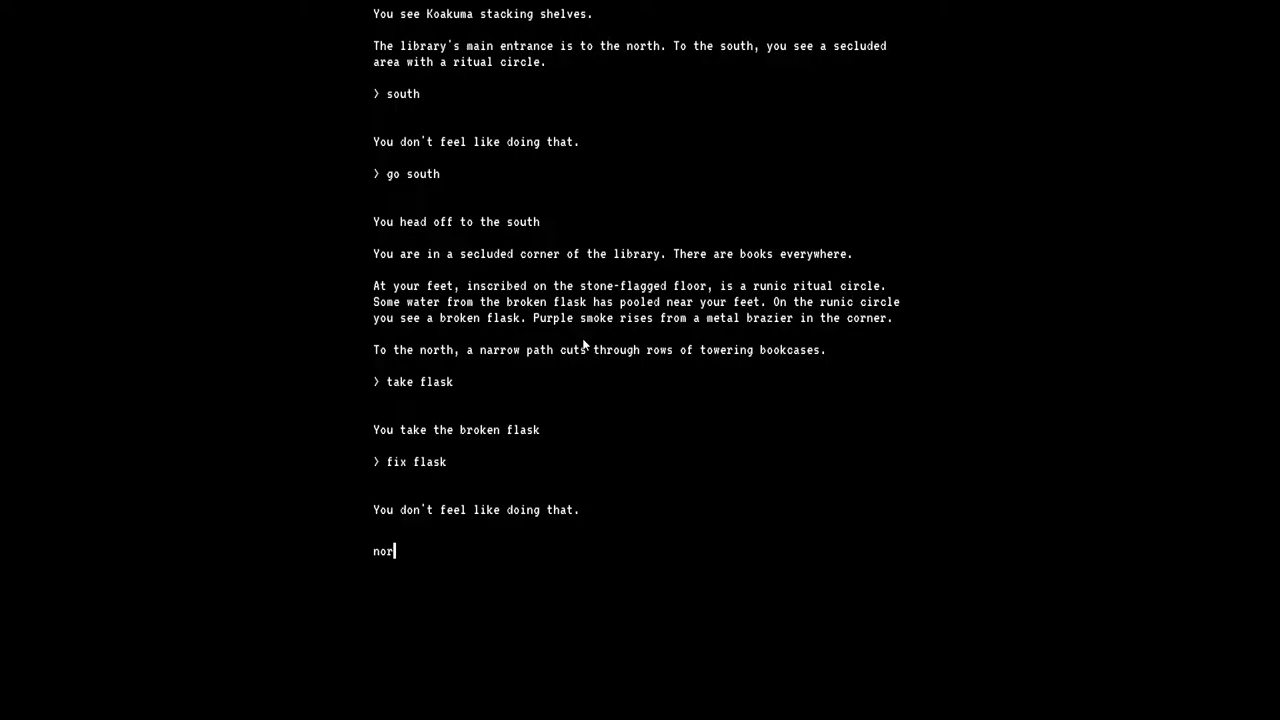 You see Koakuma stacking shelves.
The library's main entrance is to the north. To the south, you see a secluded
area with a ritual circle.
> south
You don't feel like doing that.
> go south
You head off to the south
You are in a secluded corner of the library. There are books everywhere.
At your feet, inscribed on the stone-flagged floor, is a runic ritual circle.
Some water from the broken flask has pooled near your feet. On the runic circle
you see a broken flask. Purple smoke rises from a metal brazier in the corner.
To the north, a narrow path cuts through rows of towering bookcases.
> take flask
You take the broken flask
> fix flask
You don't feel like doing that.
nor